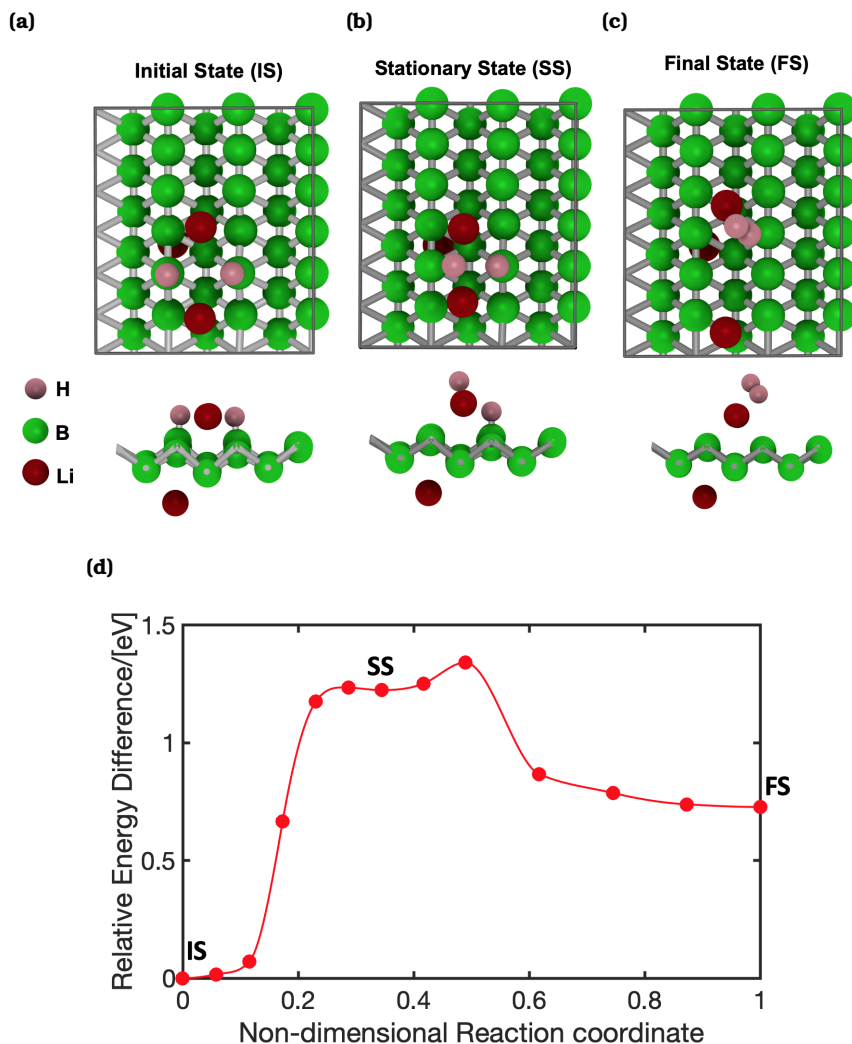 (a)
(b)
(c)
Initial State (IS)
Stationary State (SS)
Final State (FS)
H
B
Li
(d)
Relative Energy Difference/[eV]
1.5
1
0.5
0
IS
SS
FS
0 0.2 0.4 0.6 0.8 1
Non-dimensional Reaction coordinate